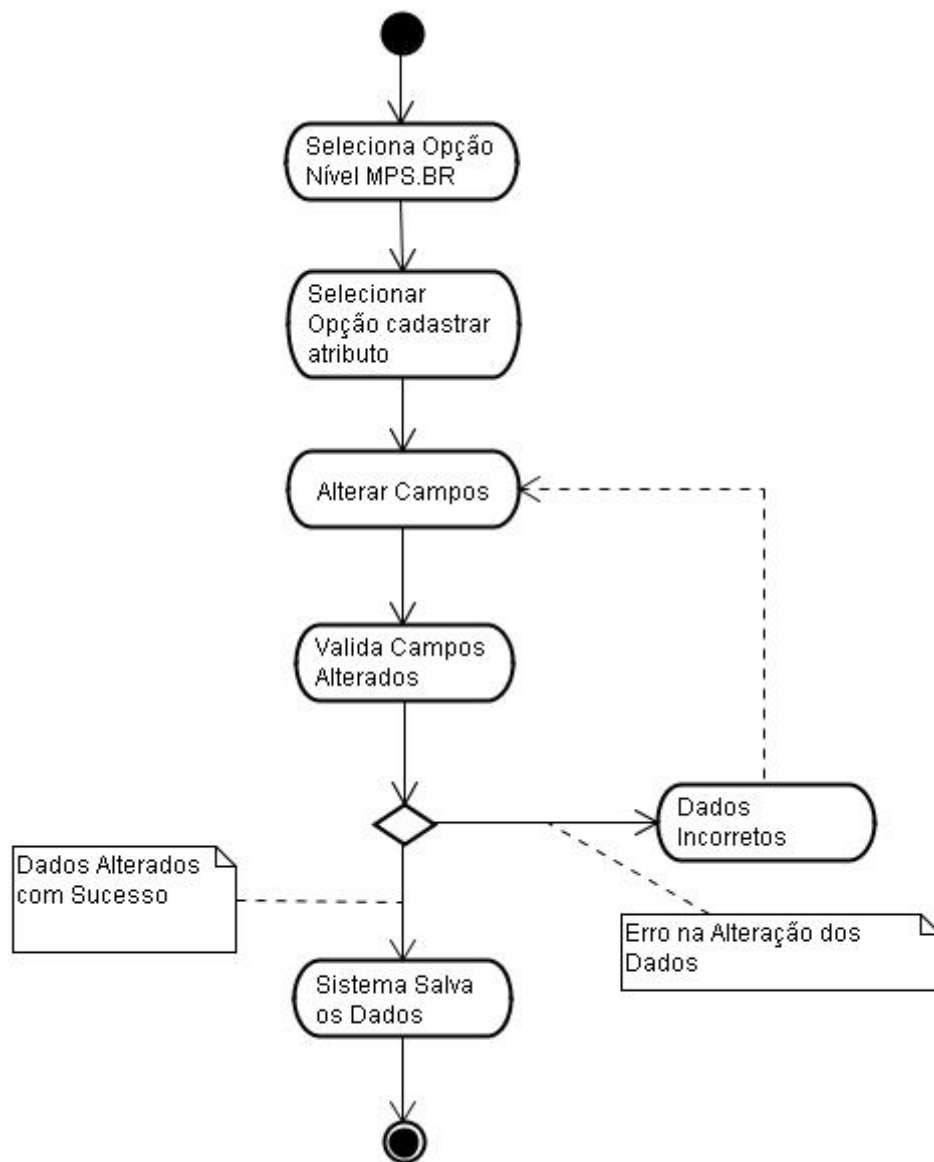 Seleciona Opção
Nível MPS.BR
Selecionar
Opção cadastrar
atributo
Alterar Campos
Valida Campos
Alterados
Dados
Incorretos
Dados Alterados
com Sucesso
Erro na Alteração dos
Dados
Sistema Salva
os Dados